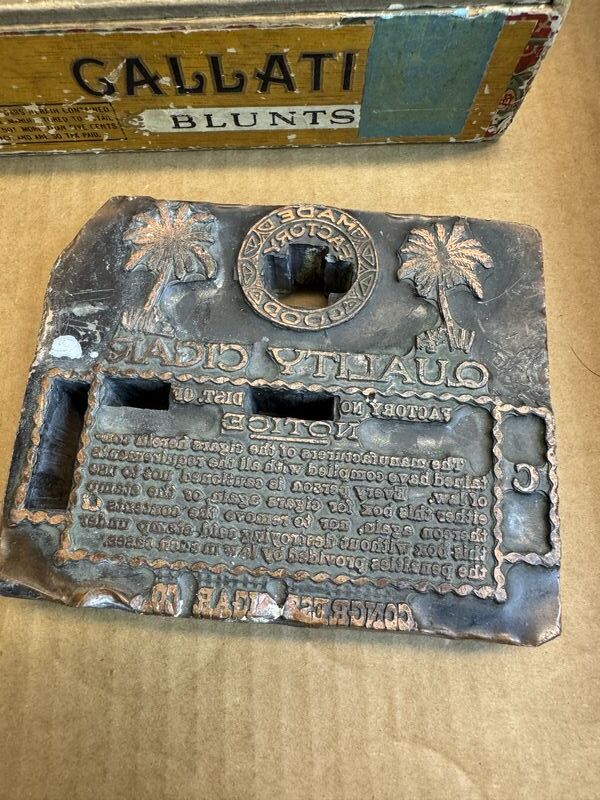 GALLATI
BLUNTS
MADE
FACTORY
GOOD
QUALITY CIGARS
FACTORY NO. DIST. OF
NOTICE
The manufacturers of the cigars herein con-
tained have complied with all the requirements
of law. Every person is cautioned not to use
either this box for cigars again, or the stamp
thereon again, nor to remove the contents
this box without destroying said stamp, under
the penalties provided by law in such cases.
C
CONGRESS CIGAR CO.